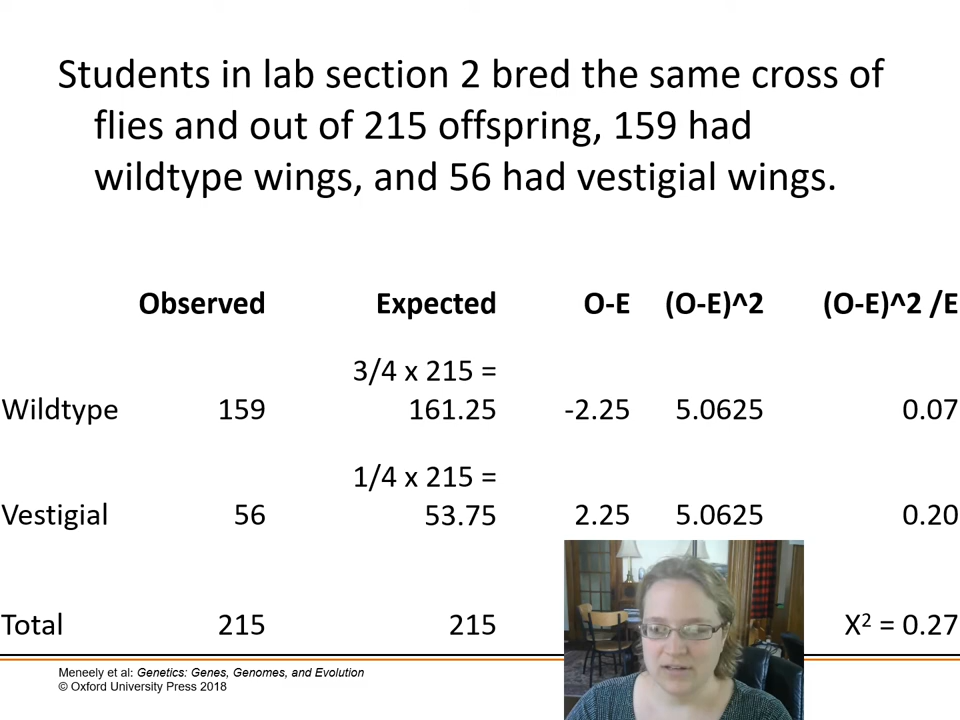 Students in lab section 2 bred the same cross of
flies and out of 215 offspring, 159 had
wildtype wings, and 56 had vestigial wings.
Observed Expected O-E (O-E)^2 (O-E)^2 /E
3/4 x 215 =
Wildtype 159 161.25 -2.25 5.0625 0.07
1/4 x 215 =
Vestigial 56 53.75 2.25 5.0625 0.20
Total 215 215 X² = 0.27
Meneely et al: Genetics: Genes, Genomes, and Evolution
© Oxford University Press 2018